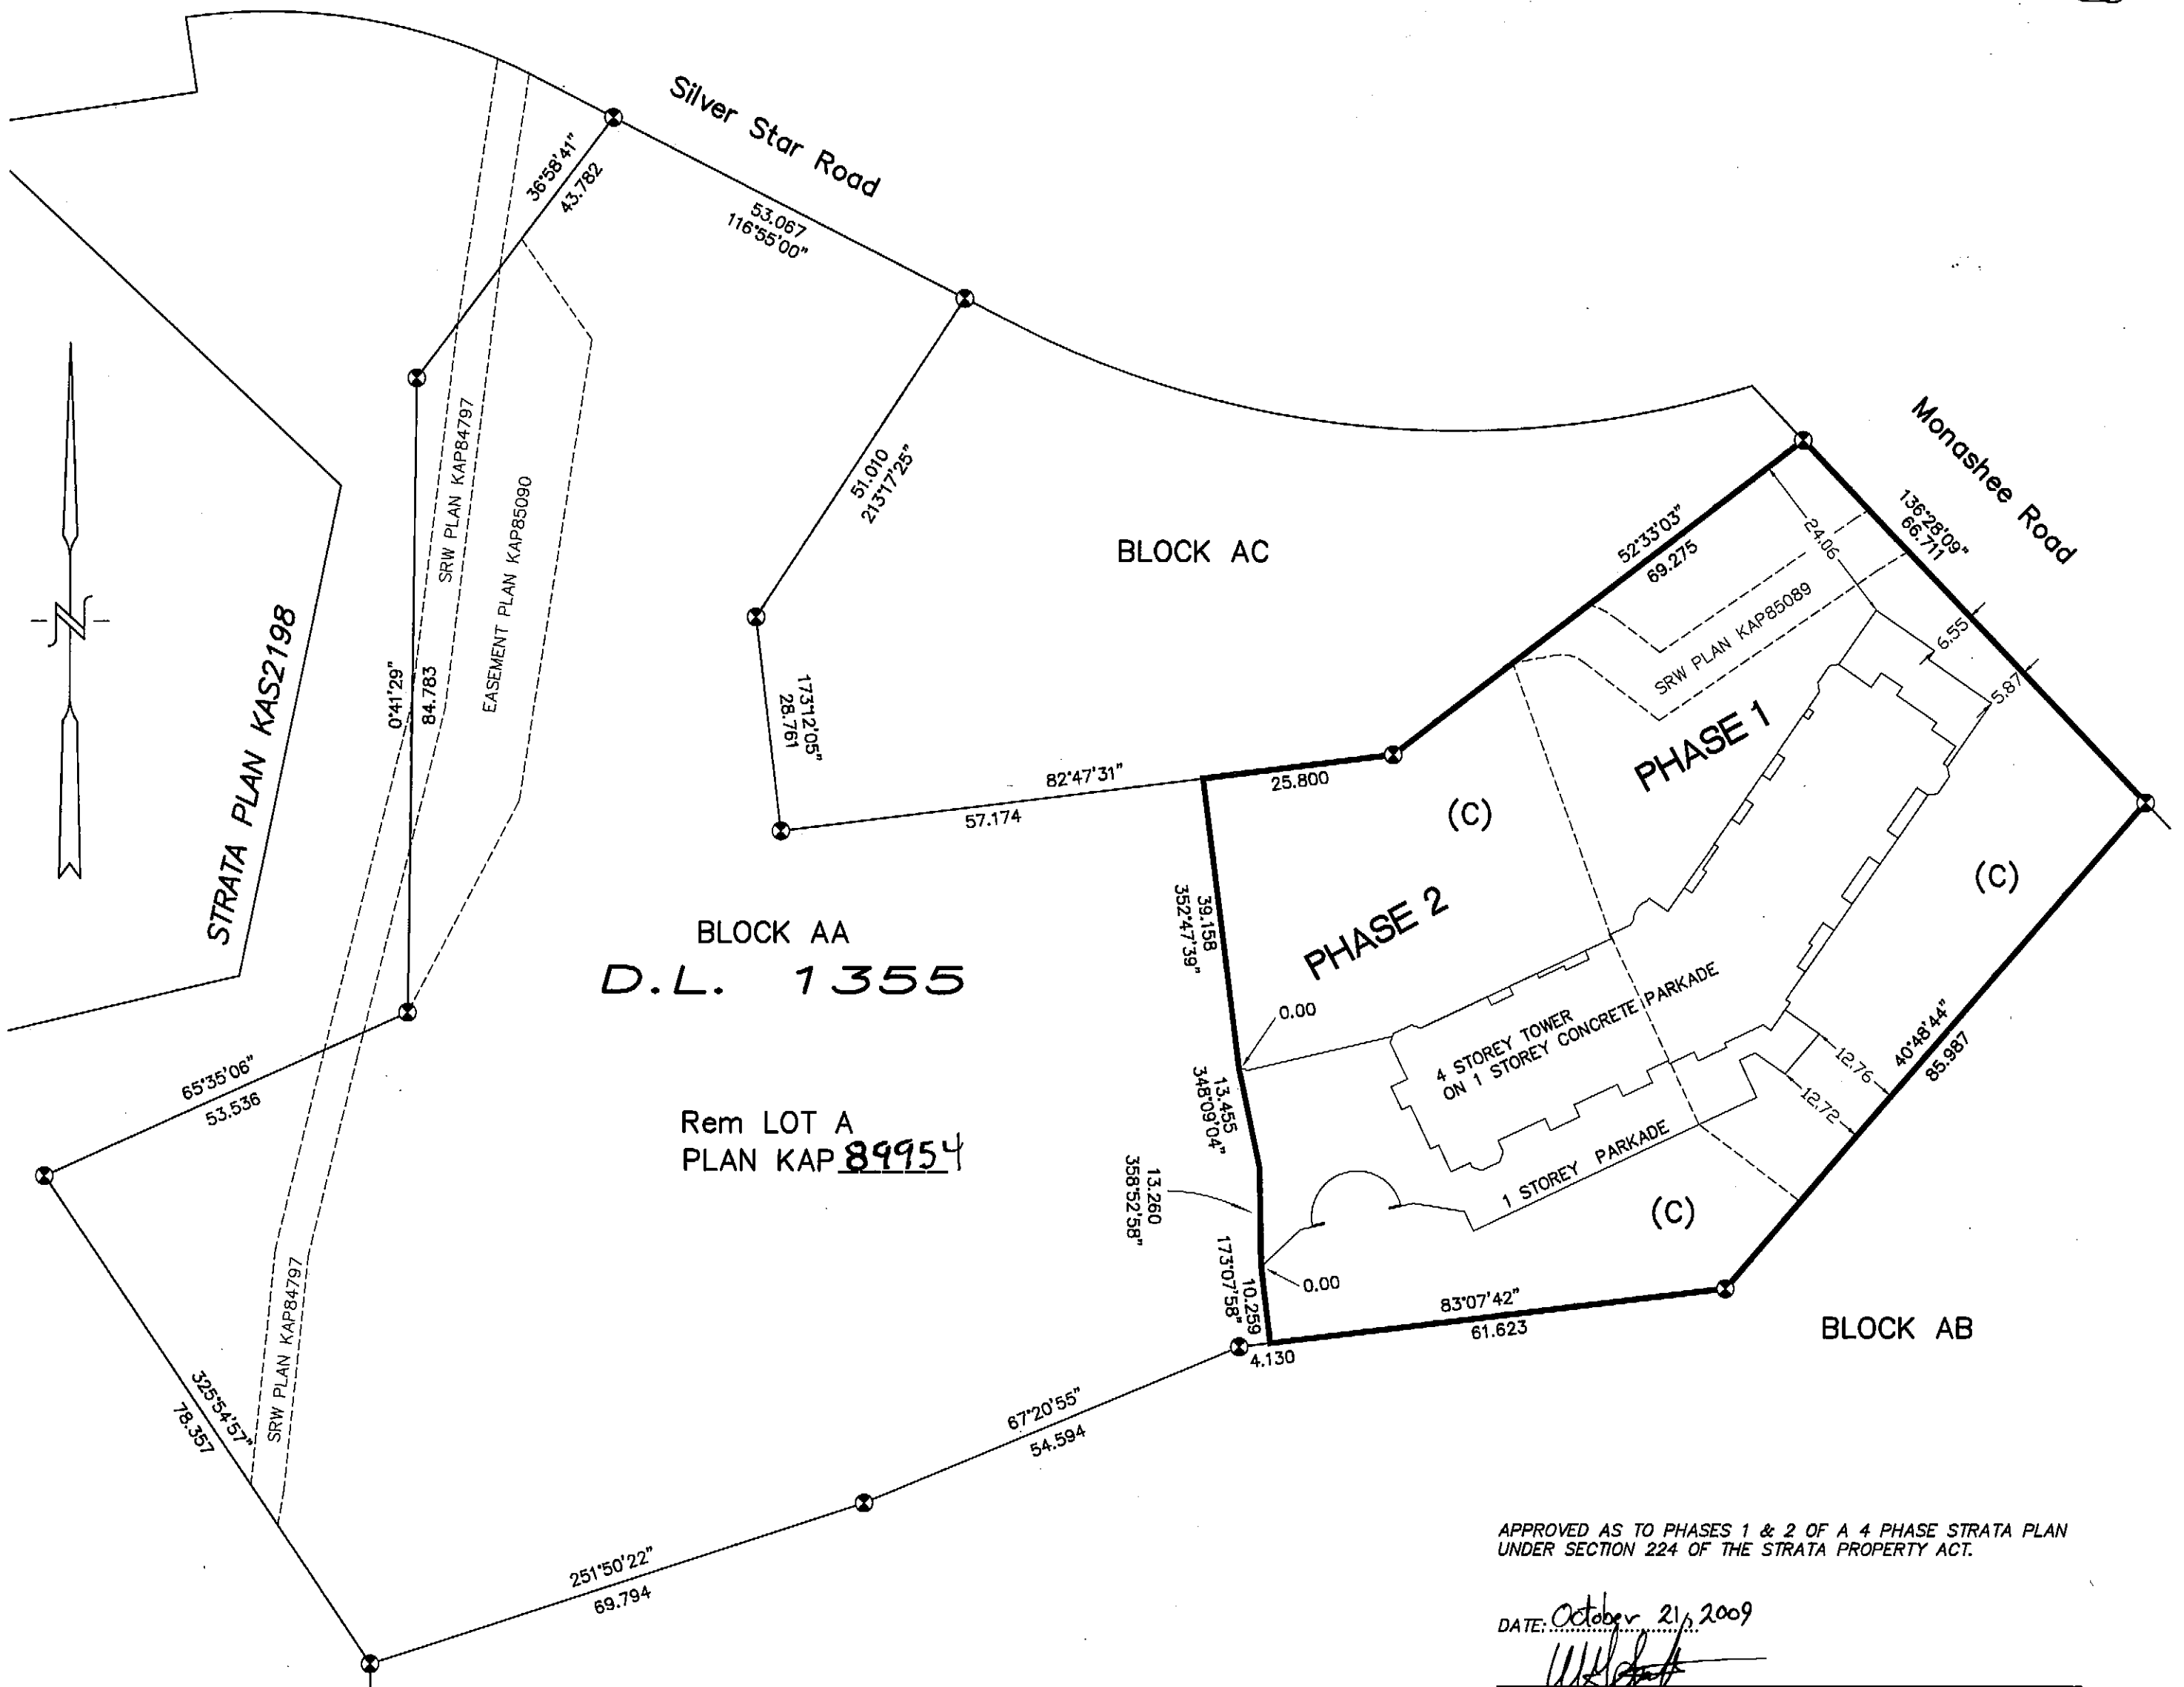 Silver Star Road
36°58'41"
43.782
53.067
116°55'00"
Monashee Road
SRW PLAN KAP84797
EASEMENT PLAN KAP85090
51.010
213°17'25"
BLOCK AC
52°33'03"
69.275
136°28'09"
66.711
24.06
SRW PLAN KAP85089
6.55
5.87
N
STRATA PLAN KAS2198
0°41'29"
84.783
173°12'05"
28.761
PHASE 1
82°47'31"
57.174
25.800
(C)
(C)
39.158
352°47'39"
PHASE 2
BLOCK AA
D.L. 1355
0.00
4 STOREY TOWER
ON 1 STOREY CONCRETE PARKADE
40°48'44"
85.987
12.76
12.72
65°35'06"
53.536
13.455
348°09'04"
Rem LOT A
PLAN KAP 89954
1 STOREY PARKADE
13.260
358°52'58"
(C)
10.259
173°07'58"
0.00
83°07'42"
61.623
4.130
BLOCK AB
SRW PLAN KAP84797
325°54'57"
78.357
67°20'55"
54.594
251°50'22"
69.794
APPROVED AS TO PHASES 1 & 2 OF A 4 PHASE STRATA PLAN
UNDER SECTION 224 OF THE STRATA PROPERTY ACT.
DATE: October 21, 2009